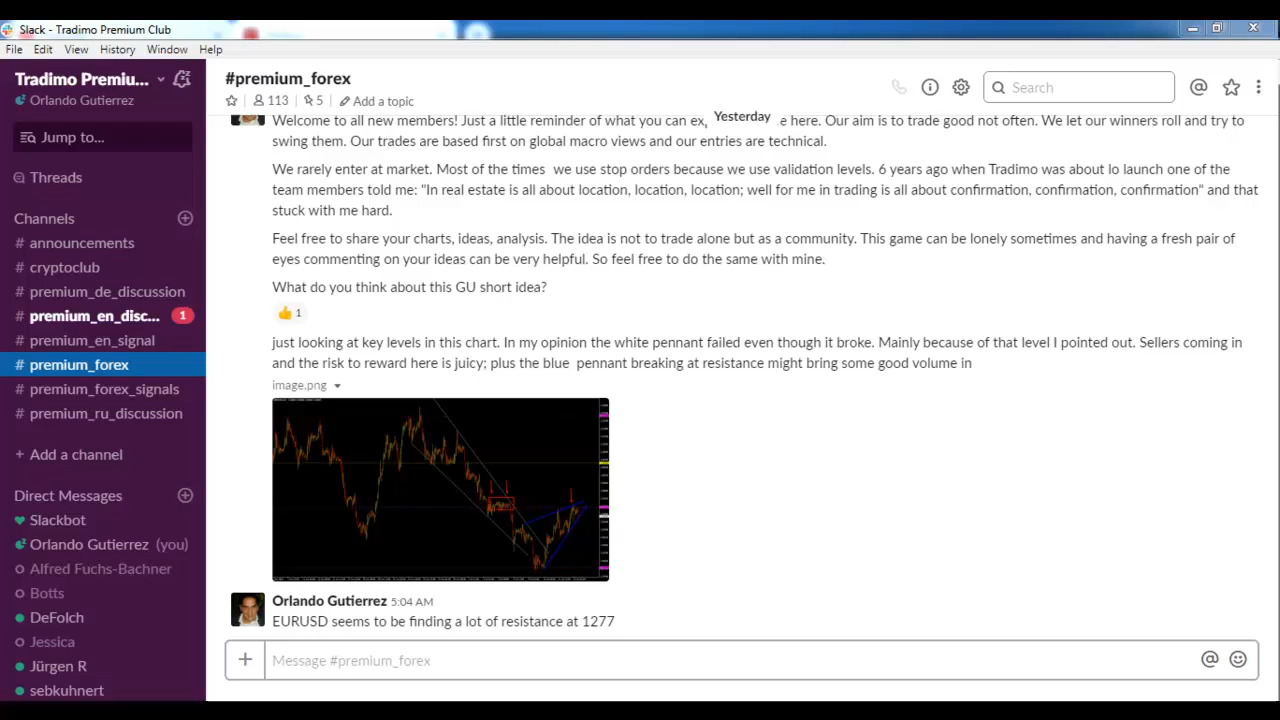 Slack - Tradimo Premium Club
File Edit View History Window Help
Tradimo Premiu...
Orlando Gutierrez
Jump to...
Threads
Channels
# announcements
# cryptoclub
# premium_de_discussion
# premium_en_disc... 1
# premium_en_signal
# premium_forex
# premium_forex_signals
# premium_ru_discussion
+ Add a channel
Direct Messages
Slackbot
Orlando Gutierrez (you)
Alfred Fuchs-Bachner
Botts
DeFolch
Jessica
Jürgen R
sebkuhnert
#premium_forex
113 5 Add a topic
Search
Yesterday
Welcome to all new members! Just a little reminder of what you can ex, .e here. Our aim is to trade good not often. We let our winners roll and try to
swing them. Our trades are based first on global macro views and our entries are technical.
We rarely enter at market. Most of the times we use stop orders because we use validation levels. 6 years ago when Tradimo was about lo launch one of the
team members told me: "In real estate is all about location, location, location; well for me in trading is all about confirmation, confirmation, confirmation" and that
stuck with me hard.
Feel free to share your charts, ideas, analysis. The idea is not to trade alone but as a community. This game can be lonely sometimes and having a fresh pair of
eyes commenting on your ideas can be very helpful. So feel free to do the same with mine.
What do you think about this GU short idea?
1
just looking at key levels in this chart. In my opinion the white pennant failed even though it broke. Mainly because of that level I pointed out. Sellers coming in
and the risk to reward here is juicy; plus the blue pennant breaking at resistance might bring some good volume in
image.png
Orlando Gutierrez 5:04 AM
EURUSD seems to be finding a lot of resistance at 1277
Message #premium_forex